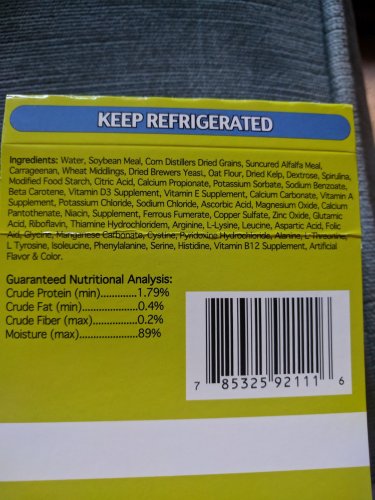 KEEP REFRIGERATED
Ingredients: Water, Soybean Meal, Corn Distillers Dried Grains, Suncured Alfalfa Meal,
Carrageenan, Wheat Middlings, Dried Brewers Yeast, Oat Flour, Dried Kelp, Dextrose, Spirulina,
Modified Food Starch, Citric Acid, Calcium Propionate, Potassium Sorbate, Sodium Benzoate,
Beta Carotene, Vitamin D3 Supplement, Vitamin E Supplement, Calcium Carbonate, Vitamin A
Supplement, Potassium Chloride, Sodium Chloride, Ascorbic Acid, Magnesium Oxide, Calcium
Pantothenate, Niacin, Supplement, Ferrous Fumerate, Copper Sulfate, Zinc Oxide, Glutamic
Acid, Riboflavin, Thiamine Hydrochloridem, Arginine, L-Lysine, Leucine, Aspartic Acid, Folic
Aid, Glycine, Manganese Carbonate, Cystine, Pyridoxine Hydrochloride, Alanine, L Threonine,
L Tyrosine, Isoleucine, Phenylalanine, Serine, Histidine, Vitamin B12 Supplement, Artificial
Flavor & Color.
Guaranteed Nutritional Analysis:
Crude Protein (min).............1.79%
Crude Fat (min)...................0.4%
Crude Fiber (max)...............0.2%
Moisture (max)....................89%
7 85325 92111 6